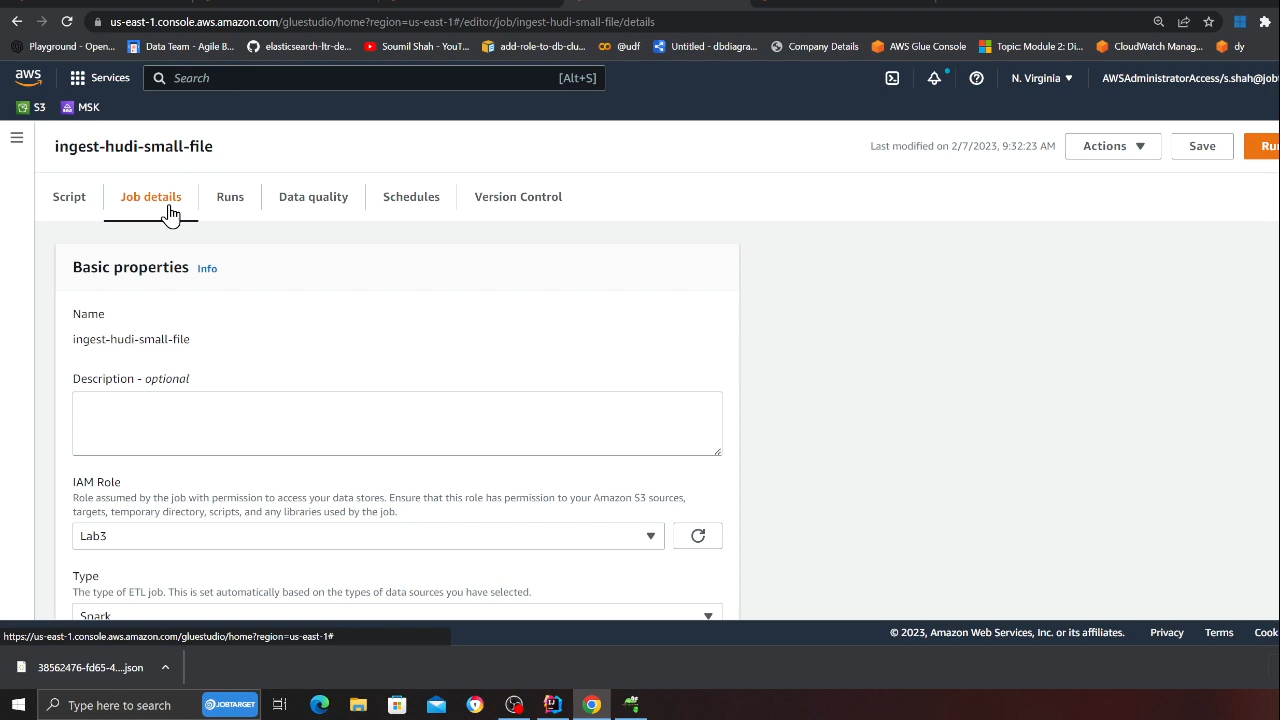 us-east-1.console.aws.amazon.com/gluestudio/home?region=us-east-1#/editor/job/ingest-hudi-small-file/details
Playground - Open... Data Team - Agile B... elasticsearch-ltr-de... Soumil Shah - YouT... add-role-to-db-clu... @udf Untitled - dbdiagra... Company Details AWS Glue Console Topic: Module 2: Di... CloudWatch Manag... dy
aws Services Search [Alt+S] N. Virginia AWSAdministratorAccess/s.shah@job
S3 MSK
ingest-hudi-small-file Last modified on 2/7/2023, 9:32:23 AM Actions Save Ru
Script Job details Runs Data quality Schedules Version Control
Basic properties Info
Name
ingest-hudi-small-file
Description - optional
IAM Role
Role assumed by the job with permission to access your data stores. Ensure that this role has permission to your Amazon S3 sources,
targets, temporary directory, scripts, and any libraries used by the job.
Lab3
Type
The type of ETL job. This is set automatically based on the types of data sources you have selected.
Spark
https://us-east-1.console.aws.amazon.com/gluestudio/home?region=us-east-1# © 2023, Amazon Web Services, Inc. or its affiliates. Privacy Terms Cook
38562476-fd65-4....json
Type here to search JOBTARGET